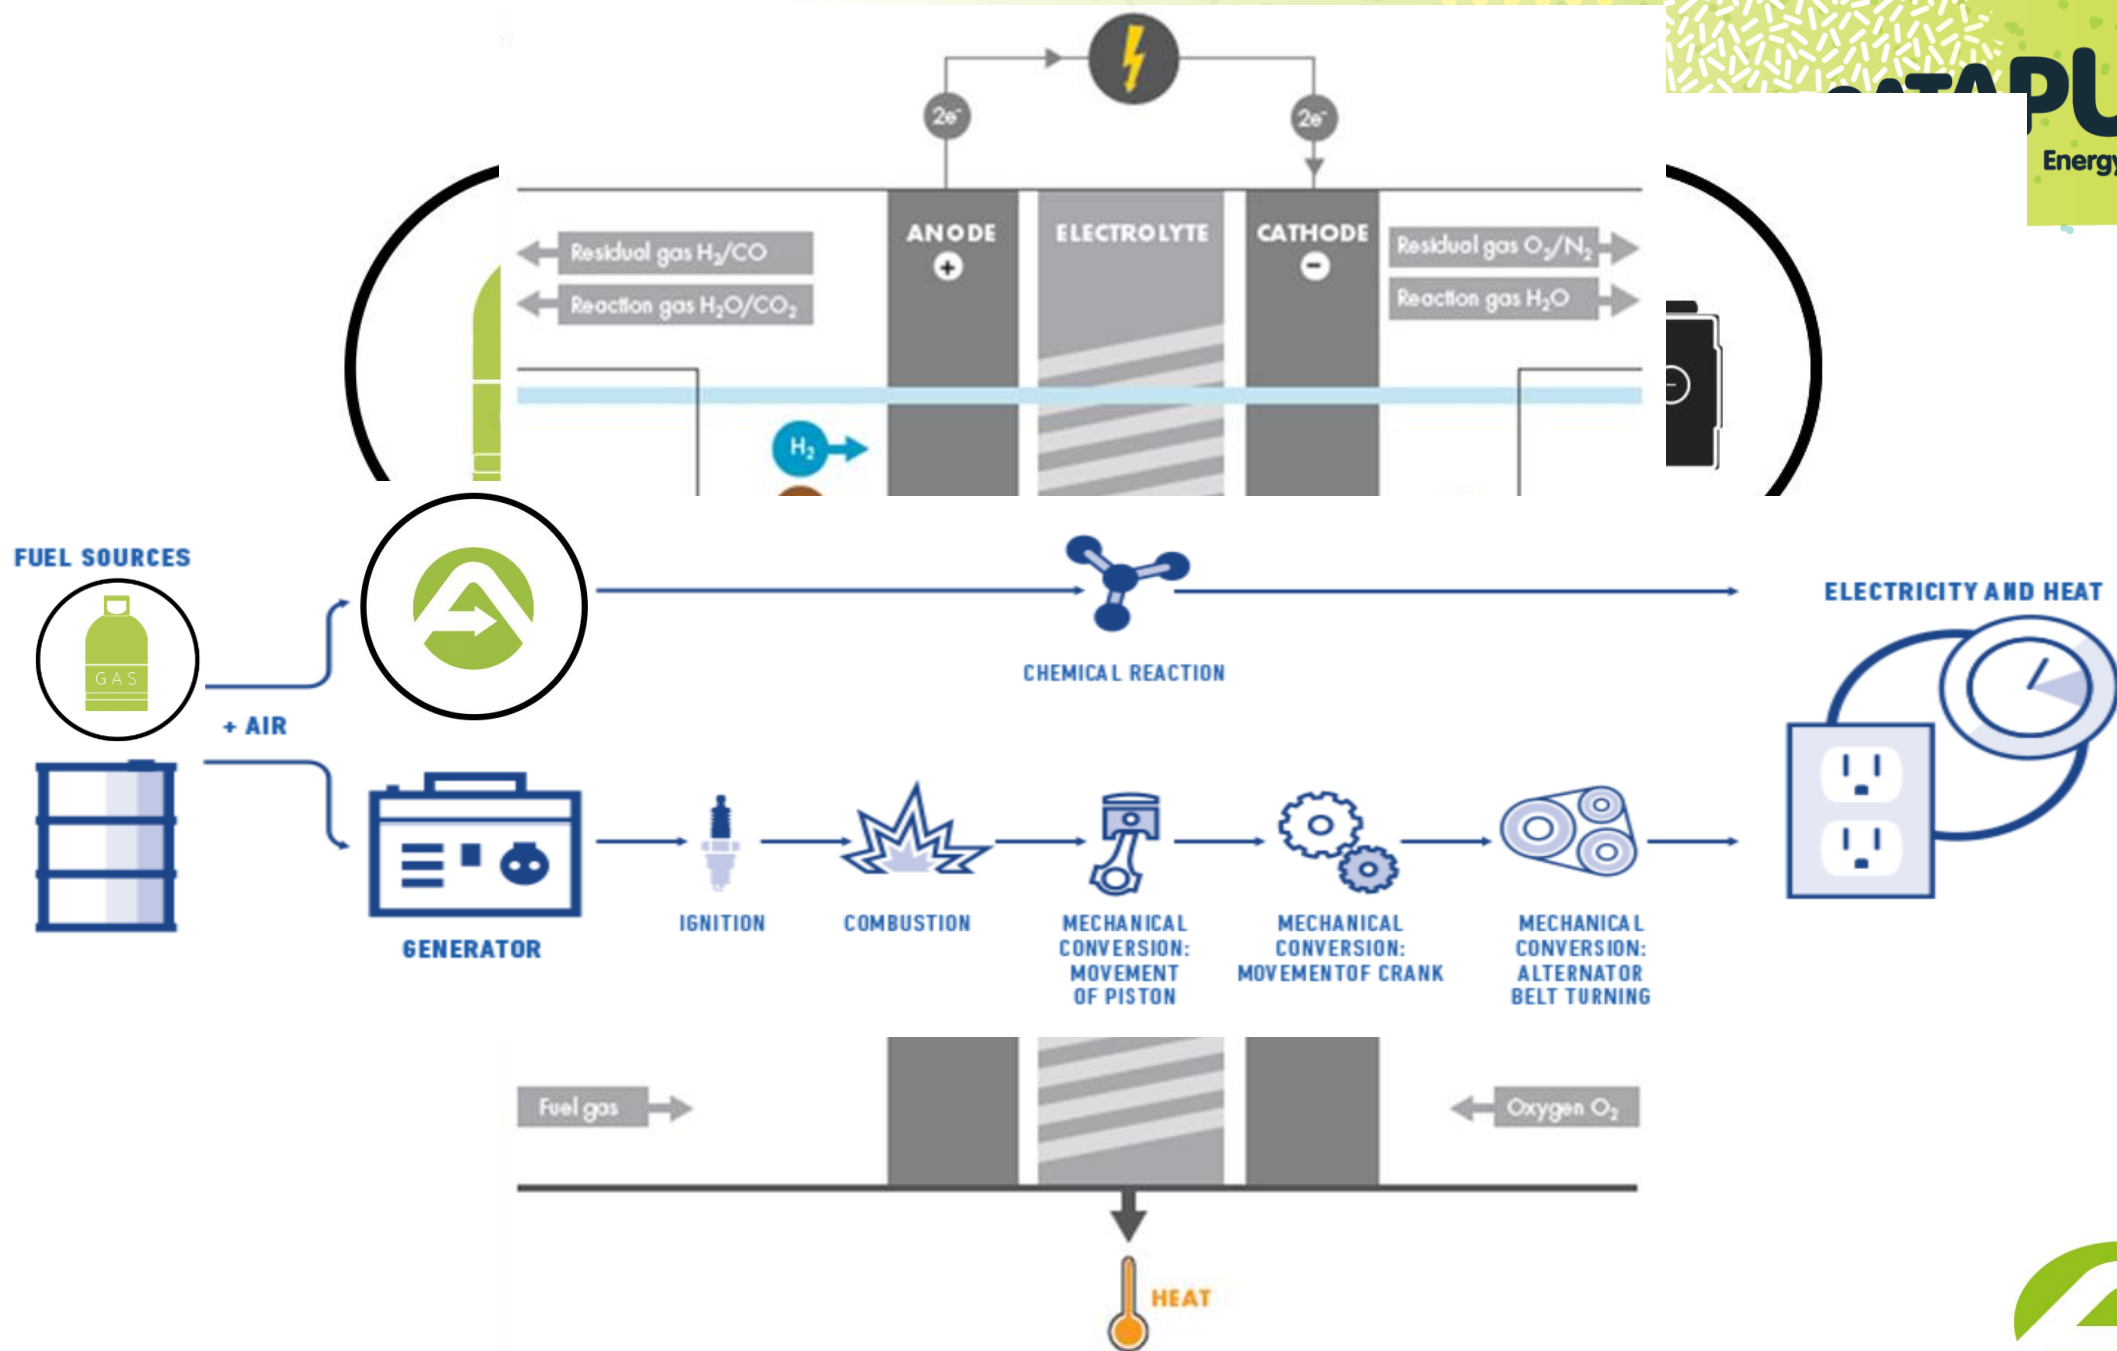 2e⁻
2e⁻
ANODE
+
ELECTROLYTE
CATHODE
−
Residual gas H₂/CO
Reaction gas H₂O/CO₂
Residual gas O₂/N₂
Reaction gas H₂O
Energy
H₂
FUEL SOURCES
GAS
+ AIR
CHEMICAL REACTION
ELECTRICITY AND HEAT
GENERATOR
IGNITION
COMBUSTION
MECHANICAL
CONVERSION:
MOVEMENT
OF PISTON
MECHANICAL
CONVERSION:
MOVEMENTOF CRANK
MECHANICAL
CONVERSION:
ALTERNATOR
BELT TURNING
Fuel gas
Oxygen O₂
HEAT